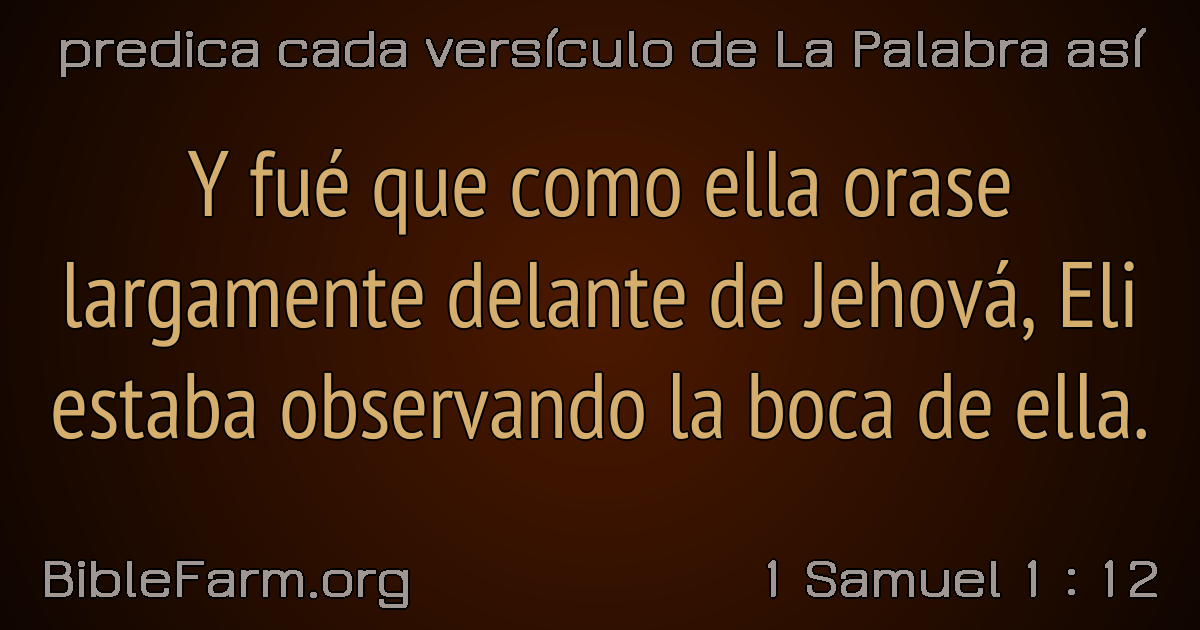 predica cada versículo de La Palabra así
Y fué que como ella orase
largamente delante de Jehová, Eli
estaba observando la boca de ella.
BibleFarm.org
1 Samuel 1 : 12